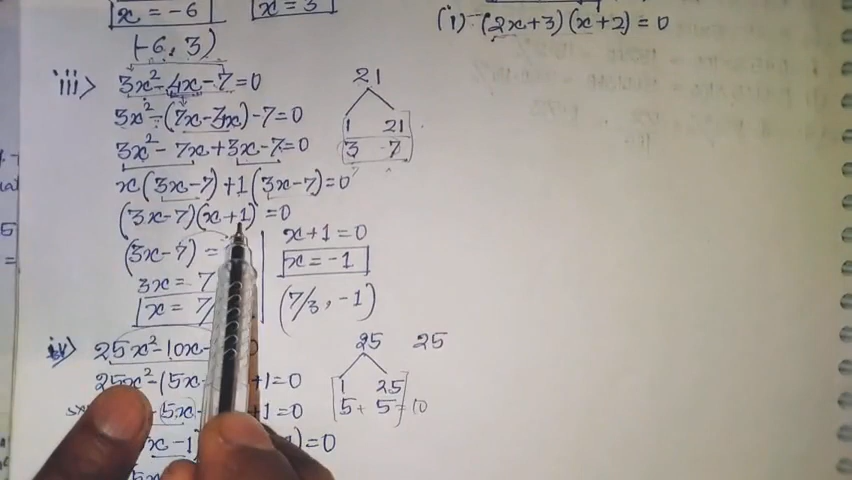 x = -6 x = 3
(-6, 3)
iii> 3x² - 4x - 7 = 0
3x² - (7x - 3x) - 7 = 0
3x² - 7x + 3x - 7 = 0
x(3x - 7) + 1(3x - 7) = 0
(3x - 7)(x + 1) = 0
(3x - 7) =
3x = 7
x = 7/
x + 1 = 0
x = -1
(7/3, -1)
21
1 21
3 7
iv> 25x² - 10x
25x² - (5x + 1 = 0
(5x + 1 = 0
x - 1) ) = 0
25 25
1 25
5 + 5 = 10
(i) (2x+3)(x+2) = 0